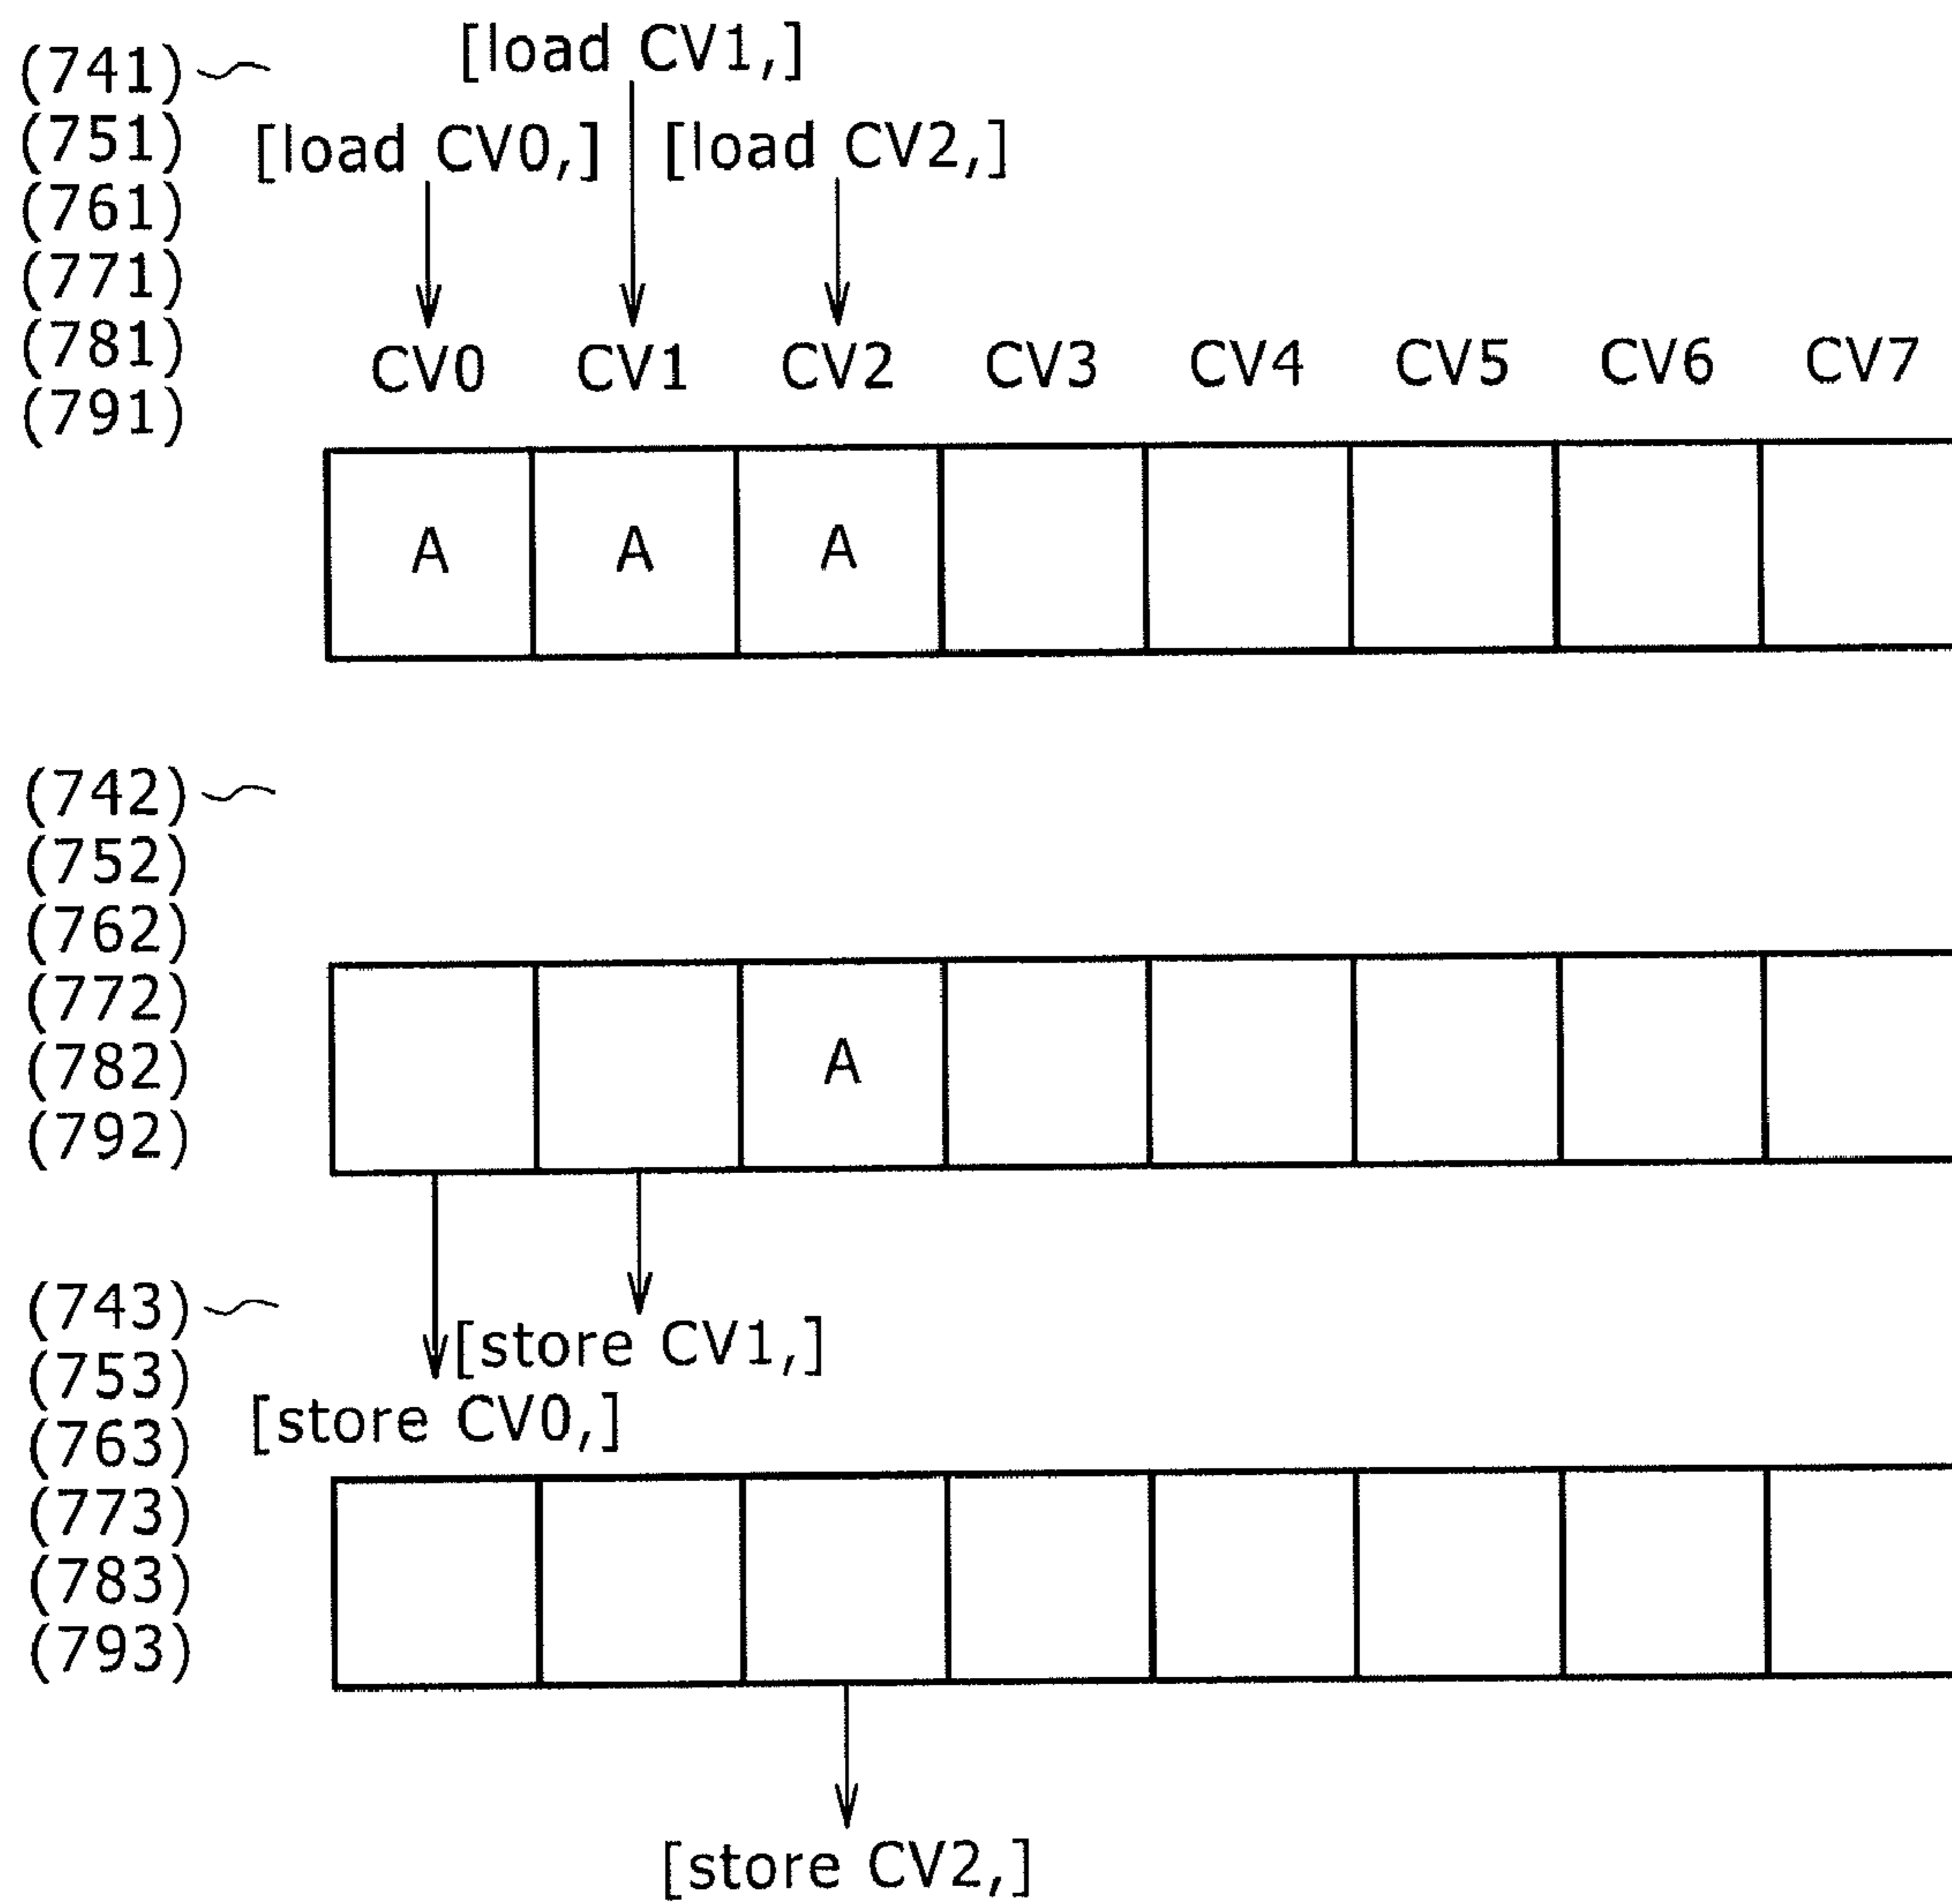 (741) [load CV1,]
(751) [load CV0,] [load CV2,]
(761)
(771)
(781) CV0 CV1 CV2 CV3 CV4 CV5 CV6 CV7
(791)
A A A
(742)
(752)
(762)
(772)
(782) A
(792)
(743) [store CV1,]
(753)
(763) [store CV0,]
(773)
(783)
(793)
[store CV2,]